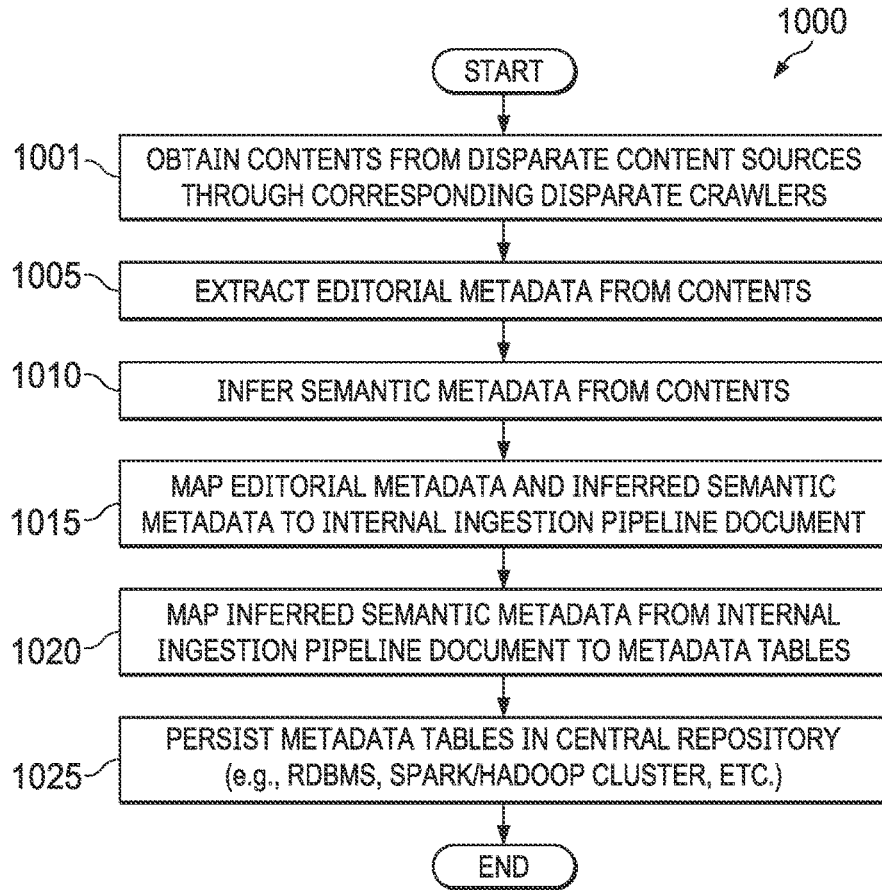 1000
START
1001
OBTAIN CONTENTS FROM DISPARATE CONTENT SOURCES
THROUGH CORRESPONDING DISPARATE CRAWLERS
1005
EXTRACT EDITORIAL METADATA FROM CONTENTS
1010
INFER SEMANTIC METADATA FROM CONTENTS
1015
MAP EDITORIAL METADATA AND INFERRED SEMANTIC
METADATA TO INTERNAL INGESTION PIPELINE DOCUMENT
1020
MAP INFERRED SEMANTIC METADATA FROM INTERNAL
INGESTION PIPELINE DOCUMENT TO METADATA TABLES
1025
PERSIST METADATA TABLES IN CENTRAL REPOSITORY
(e.g., RDBMS, SPARK/HADOOP CLUSTER, ETC.)
END